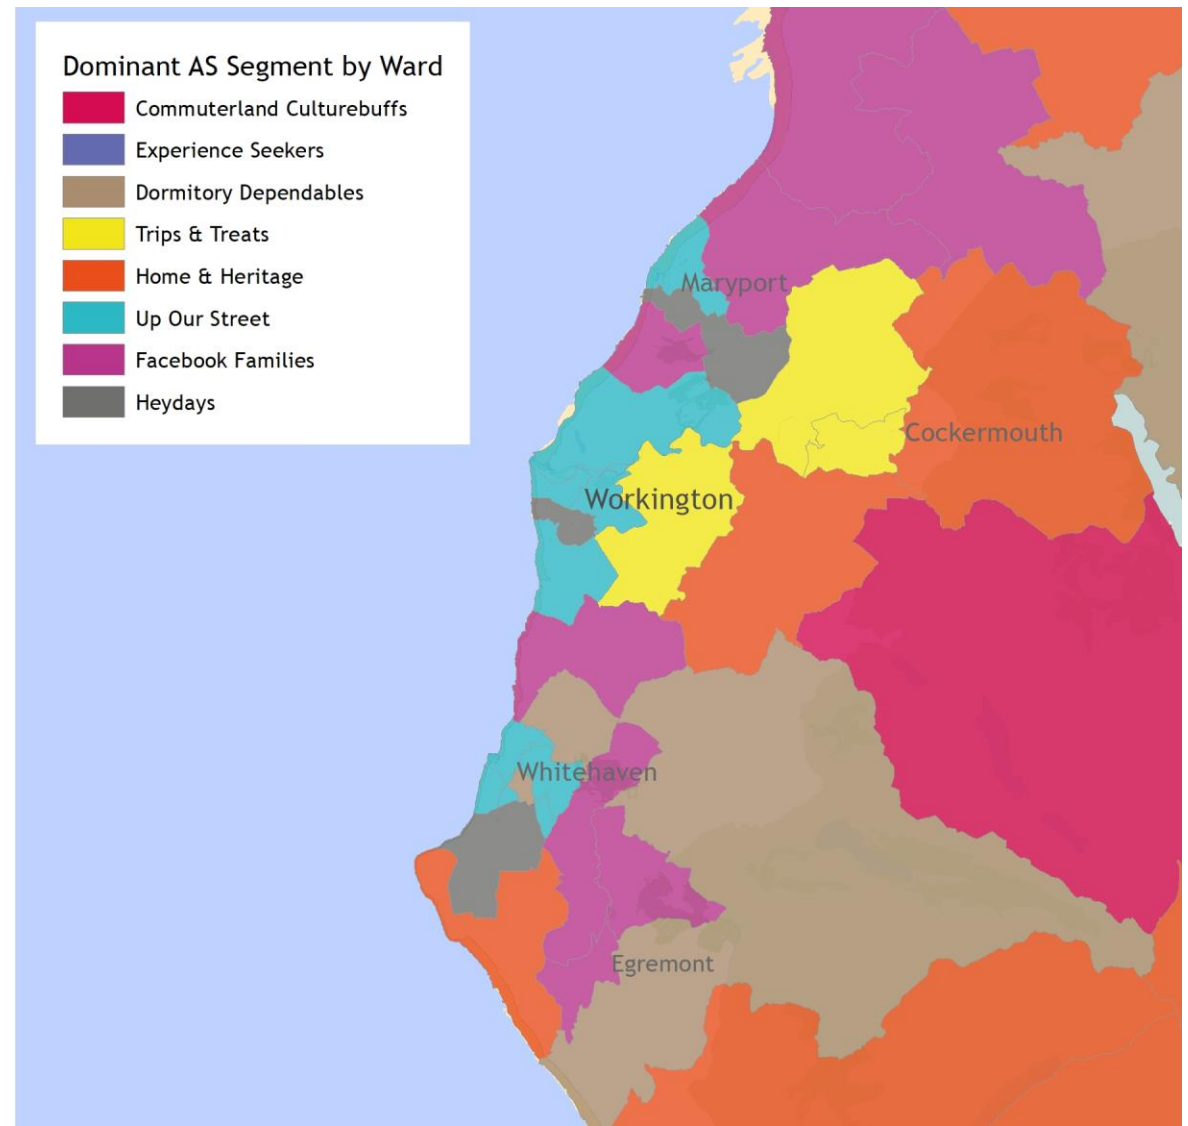 Dominant AS Segment by Ward
Commuterland Culturebuffs
Experience Seekers
Dormitory Dependables
Trips & Treats
Home & Heritage
Up Our Street
Facebook Families
Heydays
Maryport
Cockermouth
Workington
Whitehaven
Egremont